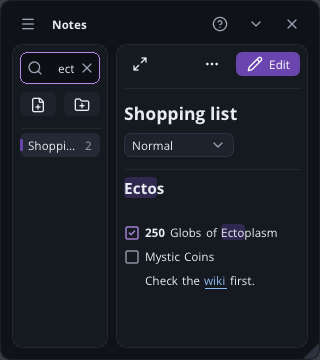 Notes
ect
Edit
Shoppi... 2
Shopping list
Normal
Ectos
250 Globs of Ectoplasm
Mystic Coins
Check the wiki first.